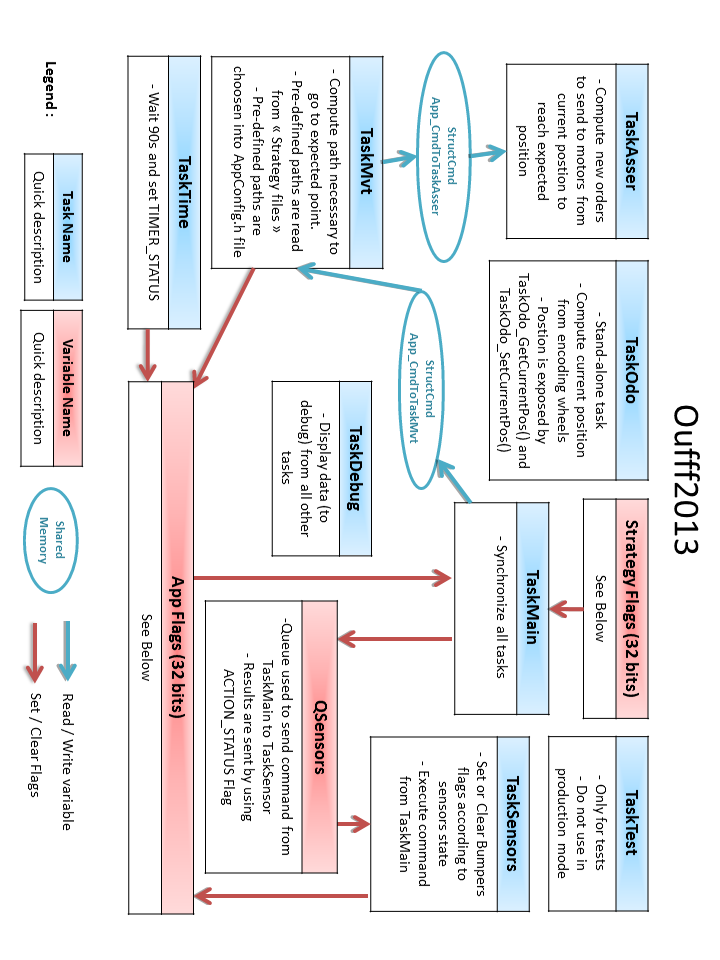 Oufff2013
TaskAsser
- Compute new orders
to send to motors from
current postion to
reach expected
position
TaskOdo
- Stand-alone task
- Compute current position
from encoding wheels
- Postion is exposed by
TaskOdo_GetCurrentPos() and
TaskOdo_SetCurrentPos()
Strategy Flags (32 bits)
See Below
TaskTest
- Only for tests
- Do not use in
production mode
StructCmd
App_CmdToTaskAsser
StructCmd
App_CmdToTaskMvt
TaskMain
- Synchronize all tasks
TaskSensors
- Set or Clear Bumpers
flags according to
sensors state
- Execute command
from TaskMain
TaskMvt
- Compute path necessary to
go to expected point.
- Pre-defined paths are read
from « Strategy files »
- Pre-defined paths are
choosen into AppConfig.h file
TaskDebug
- Display data (to
debug) from all other
tasks
QSensors
-Queue used to send command from
TaskMain to TaskSensor
- Results are sent by using
ACTION_STATUS Flag
TaskTime
- Wait 90s and set TIMER_STATUS
App Flags (32 bits)
See Below
Legend :
Task Name
Quick description
Variable Name
Quick description
Shared
Memory
Read / Write variable
Set / Clear Flags